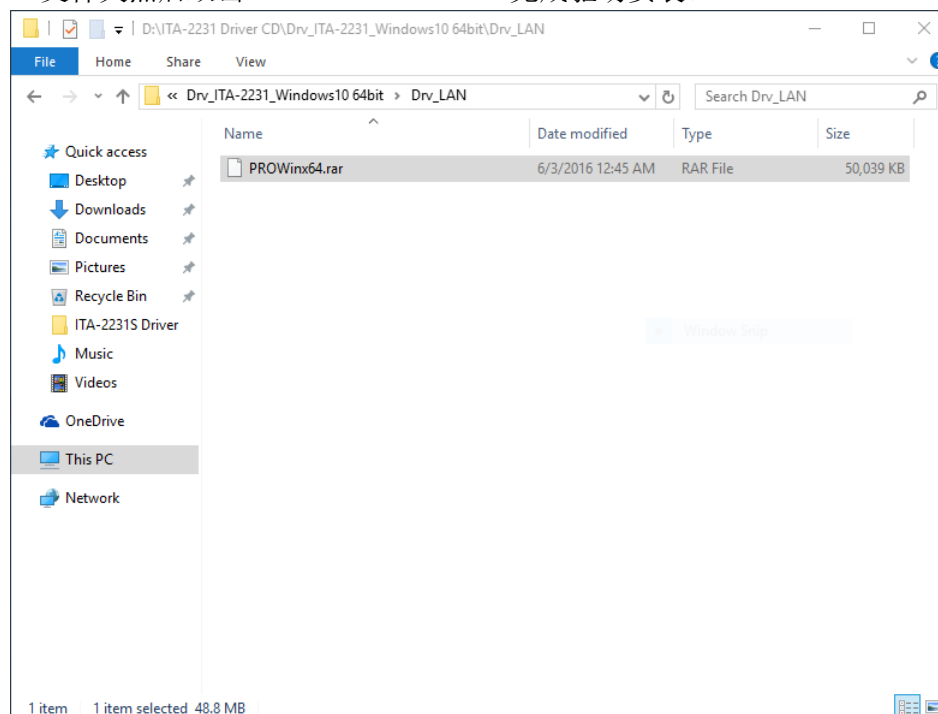 D:\ITA-2231 Driver CD\Drv_ITA-2231_Windows10 64bit\Drv_LAN
File Home Share View
« Drv_ITA-2231_Windows10 64bit > Drv_LAN
Search Drv_LAN
Name Date modified Type Size
Quick access
PROWinx64.rar 6/3/2016 12:45 AM RAR File 50,039 KB
Desktop
Downloads
Documents
Pictures
Recycle Bin
ITA-2231S Driver
Window Snip
Music
Videos
OneDrive
This PC
Network
1 item 1 item selected 48.8 MB